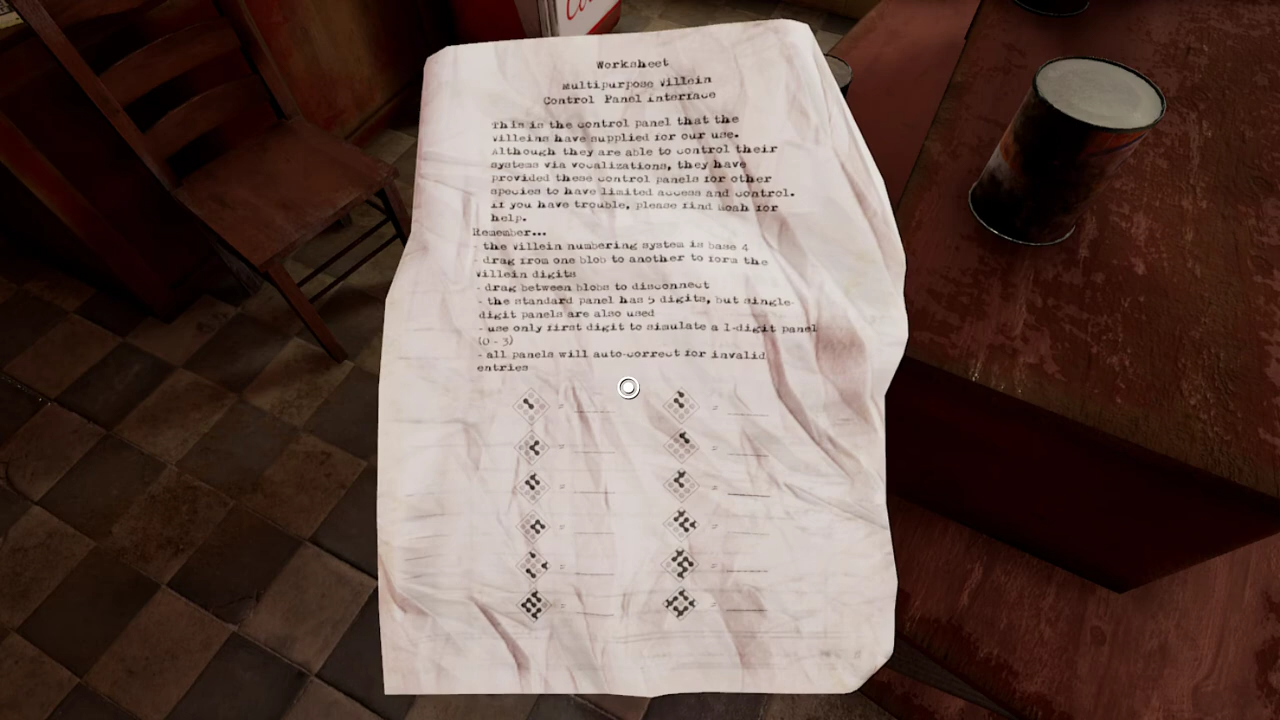 Worksheet
Multipurpose Villein
Control Panel Interface
This is the control panel that the
villeins have supplied for our use.
Although they are able to control their
systems via vocalizations, they have
provided these control panels for other
species to have limited access and control.
If you have trouble, please find Noah for
help.
Remember...
- the Villein numbering system is base 4
- drag from one blob to another to form the
Villein digits
- drag between blobs to disconnect
- the standard panel has 5 digits, but single-
digit panels are also used
- use only first digit to simulate a 1-digit panel
(0 - 3)
- all panels will auto-correct for invalid
entries
= =
= =
= =
= =
= =
= =